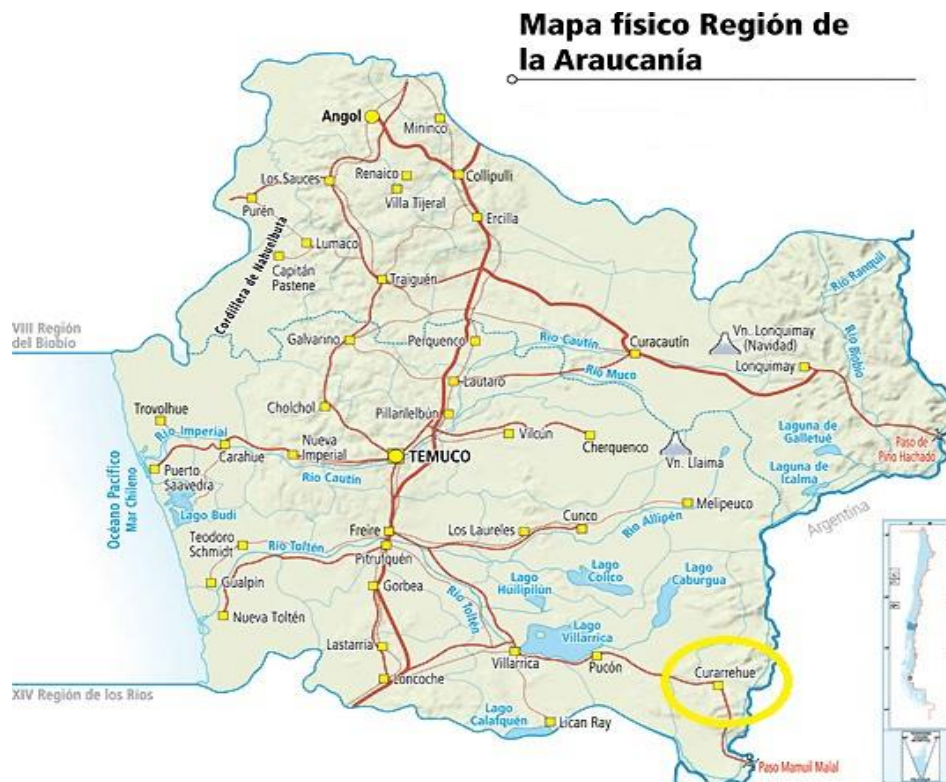 Mapa físico Región de
la Araucanía
Angol
Mininco
Renaico
Collipulli
Los Sauces
Villa Tijeral
Purén
Ercilla
Lumaco
Cordillera de Nahuelbuta
Capitán
Pastene
Traiguén
Río Ranquil
VIII Región
del Biobio
Galvarino
Perquenco
Río Cautín
Curacautín
Vn. Lonquimay
(Navidad)
Río Biobío
Lonquimay
Río Muco
Lautaro
Cholchol
Pillanlelbún
Trovolhue
Río Imperial
Carahue
Nueva
Imperial
Vilcún
Cherquenco
Laguna de
Galletué
Paso de
Pino Hachado
TEMUCO
Vn. Llaima
Puerto
Saavedra
Río Cautín
Laguna de
Icalma
Océano Pacífico
Mar Chileno
Lago Budi
Melipeuco
Argentina
Freire
Los Laureles
Cunco
Río Allipén
Teodoro
Schmidt
Río Toltén
Pitrufquén
Gualpin
Gorbea
Río Toltén
Lago
Huilipilún
Lago
Colico
Lago
Caburgua
Nueva Toltén
Lago
Villarrica
Lastarria
Villarrica
Pucón
Curarrehue
Loncoche
XIV Región de los Ríos
Lago
Calafquén
Lican Ray
Paso Mamuil Malal